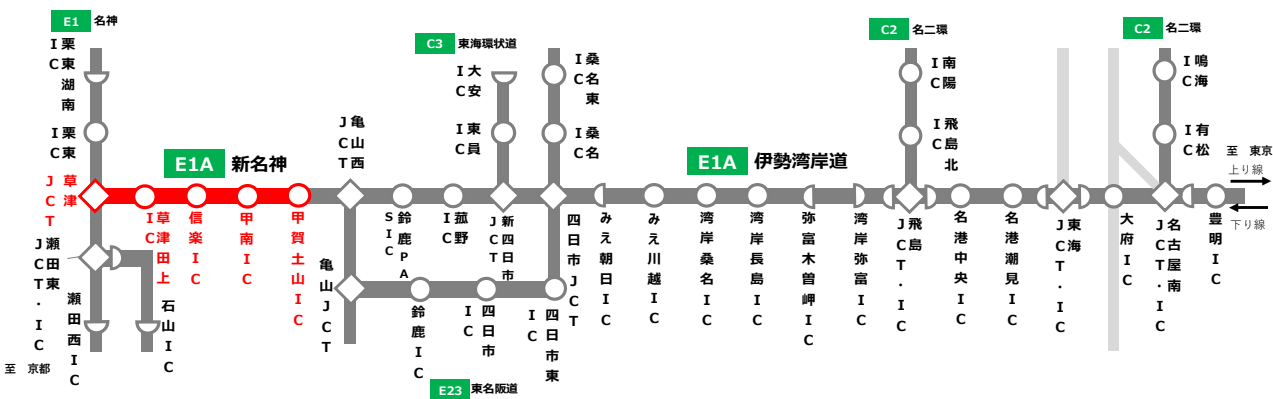 E1 名神
栗東湖南IC
栗東IC
草津JCT
瀬田東JCT・IC
瀬田西IC
石山IC
至 京都
E1A 新名神
草津田上IC
信楽IC
甲南IC
甲賀土山IC
亀山西JCT
亀山JCT
鈴鹿PA SIC
菰野IC
新四日市JCT
C3 東海環状道
大安IC
東員IC
桑名東IC
桑名IC
四日市JCT
鈴鹿IC
四日市IC
四日市東IC
E23 東名阪道
E1A 伊勢湾岸道
みえ朝日IC
みえ川越IC
湾岸桑名IC
湾岸長島IC
弥富木曽岬IC
湾岸弥富IC
C2 名二環
南陽IC
飛島北IC
飛島JCT・IC
名港中央IC
名港潮見IC
東海JCT・IC
大府IC
C2 名二環
鳴海IC
有松IC
名古屋南JCT・IC
豊明IC
至 東京
上り線
下り線